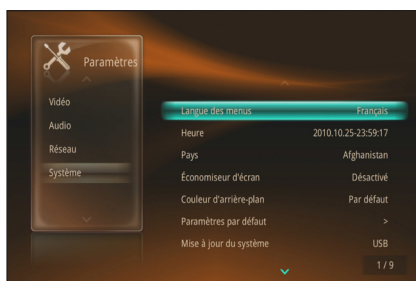 Paramètres
Vidéo
Audio
Réseau
Système
Langue des menus Français
Heure 2010.10.25-23:59:17
Pays Afghanistan
Économiseur d'écran Désactivé
Couleur d'arrière-plan Par défaut
Paramètres par défaut >
Mise à jour du système USB
1 / 9